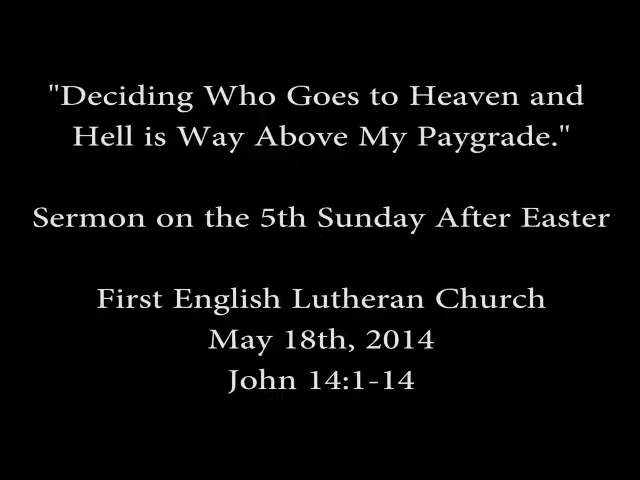 "Deciding Who Goes to Heaven and
Hell is Way Above My Paygrade."
Sermon on the 5th Sunday After Easter
First English Lutheran Church
May 18th, 2014
John 14:1-14